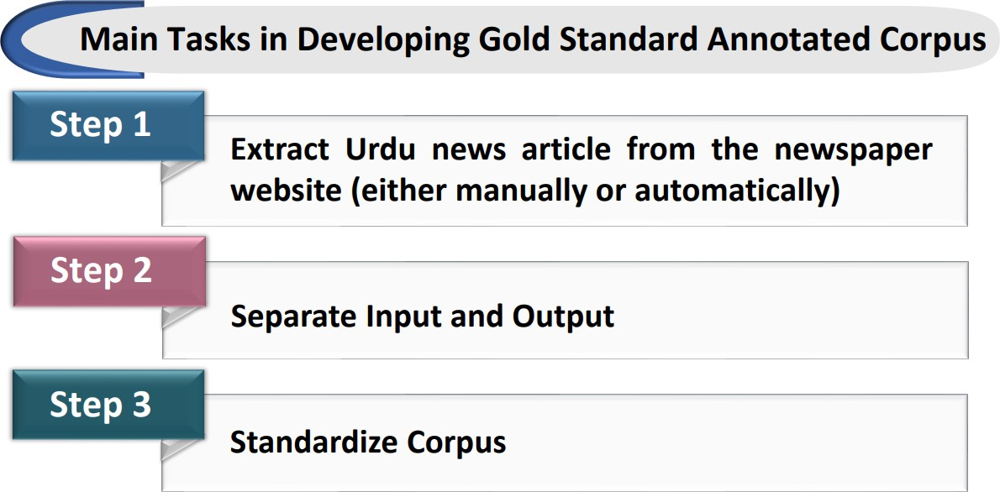 Main Tasks in Developing Gold Standard Annotated Corpus
Step 1
Extract Urdu news article from the newspaper
website (either manually or automatically)
Step 2
Separate Input and Output
Step 3
Standardize Corpus